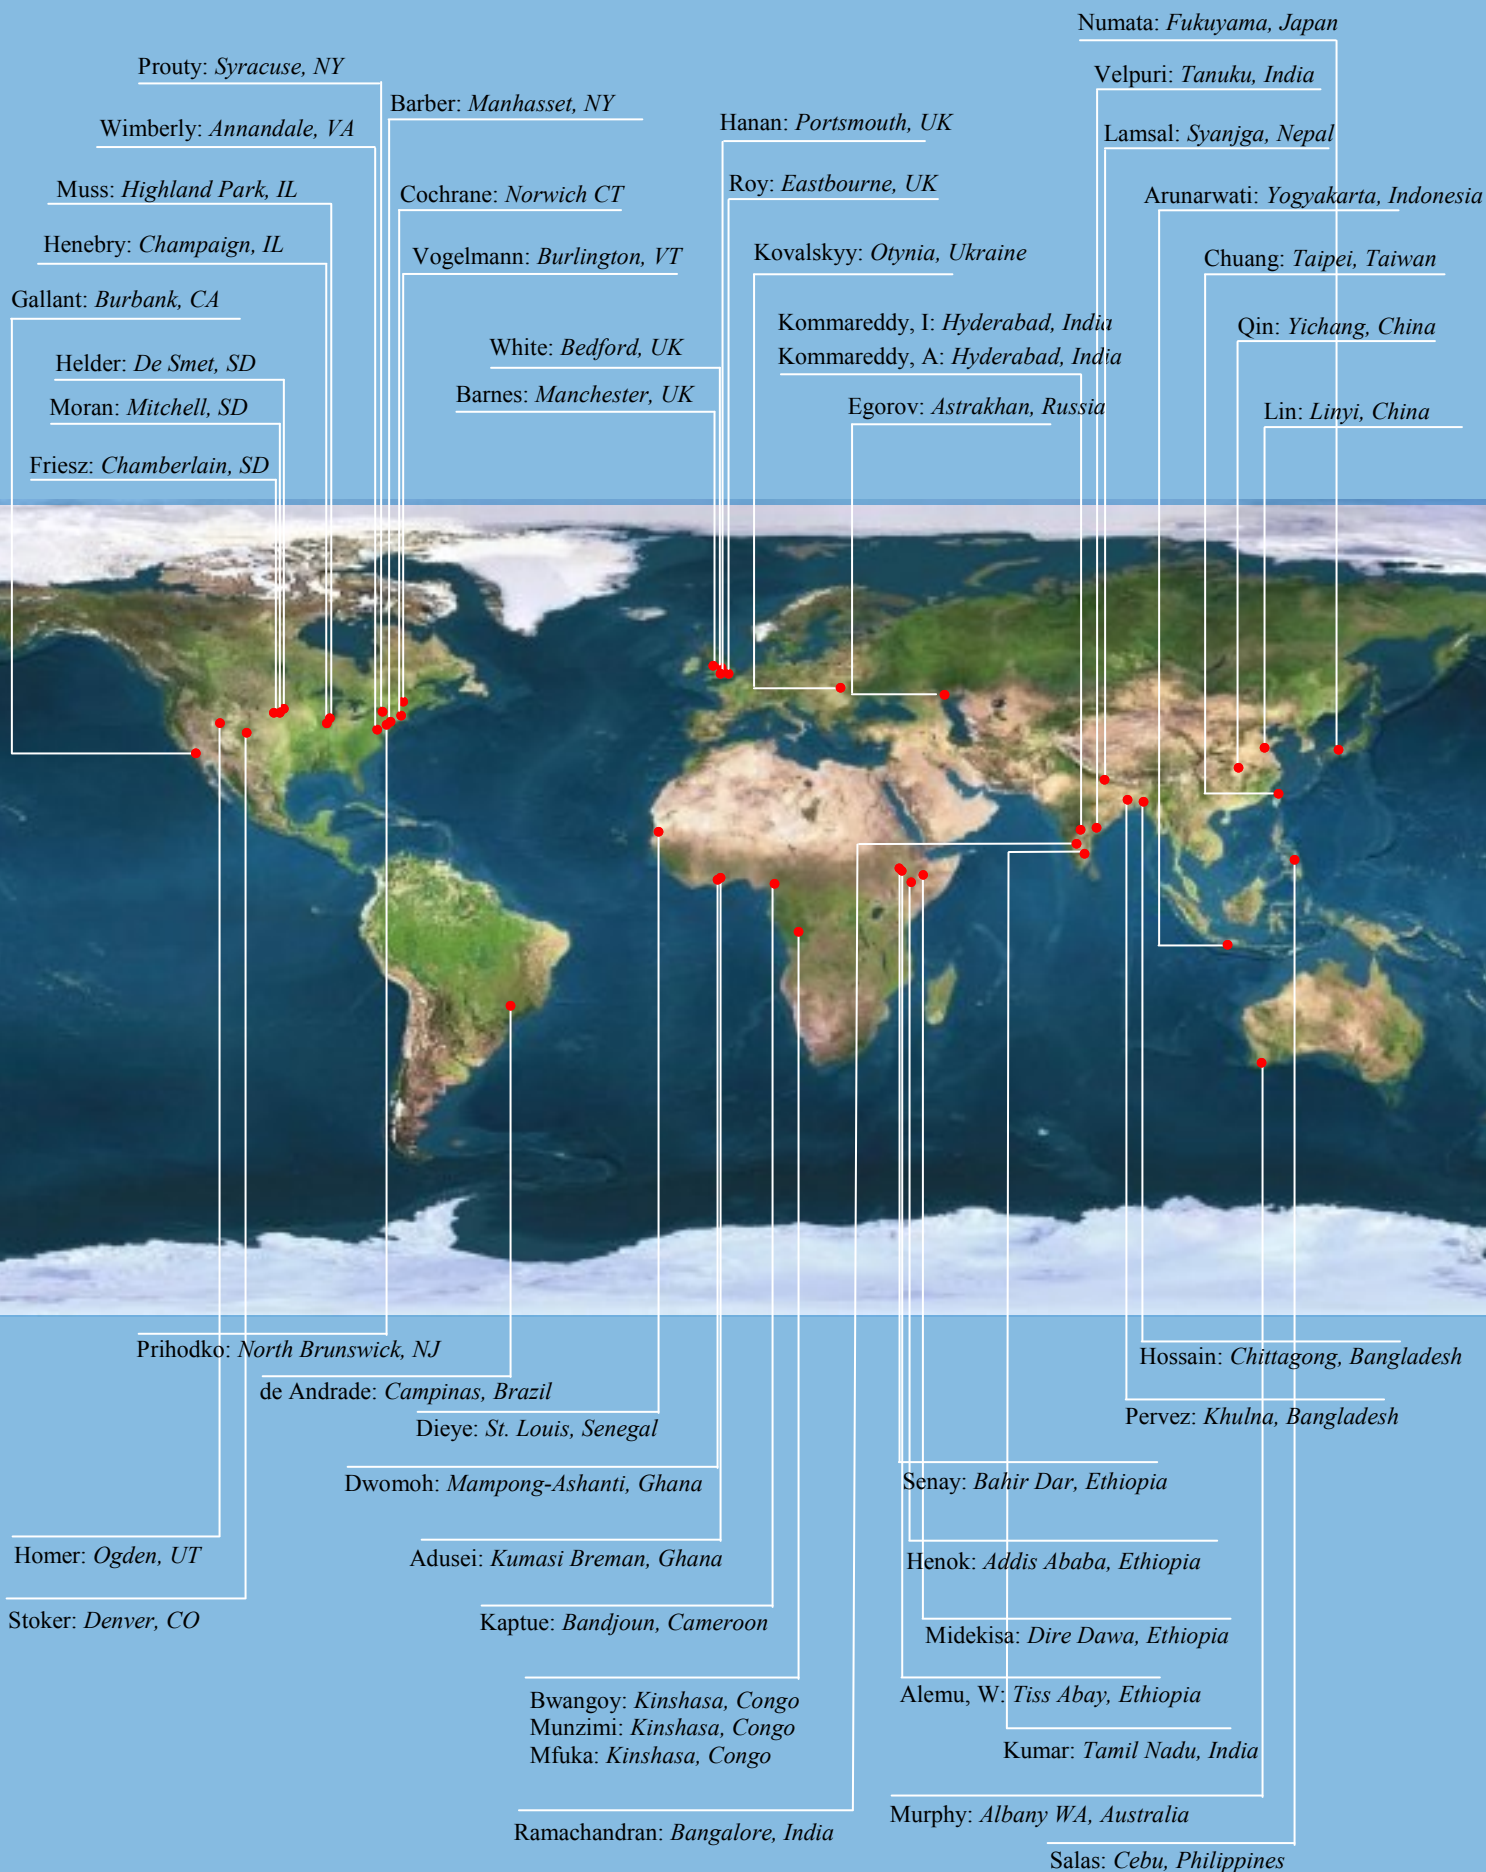 Numata: Fukuyama, Japan
Prouty: Syracuse, NY
Velpuri: Tanuku, India
Barber: Manhasset, NY
Hanan: Portsmouth, UK
Wimberly: Annandale, VA
Lamsal: Syanjga, Nepal
Muss: Highland Park, IL
Cochrane: Norwich CT
Roy: Eastbourne, UK
Arunarwati: Yogyakarta, Indonesia
Henebry: Champaign, IL
Vogelmann: Burlington, VT
Kovalskyy: Otynia, Ukraine
Chuang: Taipei, Taiwan
Gallant: Burbank, CA
Kommareddy, I: Hyderabad, India
Qin: Yichang, China
White: Bedford, UK
Kommareddy, A: Hyderabad, India
Helder: De Smet, SD
Barnes: Manchester, UK
Egorov: Astrakhan, Russia
Lin: Linyi, China
Moran: Mitchell, SD
Friesz: Chamberlain, SD
Prihodko: North Brunswick, NJ
Hossain: Chittagong, Bangladesh
de Andrade: Campinas, Brazil
Pervez: Khulna, Bangladesh
Dieye: St. Louis, Senegal
Dwomoh: Mampong-Ashanti, Ghana
Senay: Bahir Dar, Ethiopia
Homer: Ogden, UT
Adusei: Kumasi Breman, Ghana
Henok: Addis Ababa, Ethiopia
Stoker: Denver, CO
Kaptue: Bandjoun, Cameroon
Midekisa: Dire Dawa, Ethiopia
Bwangoy: Kinshasa, Congo
Munzimi: Kinshasa, Congo
Mfuka: Kinshasa, Congo
Alemu, W: Tiss Abay, Ethiopia
Kumar: Tamil Nadu, India
Ramachandran: Bangalore, India
Murphy: Albany WA, Australia
Salas: Cebu, Philippines